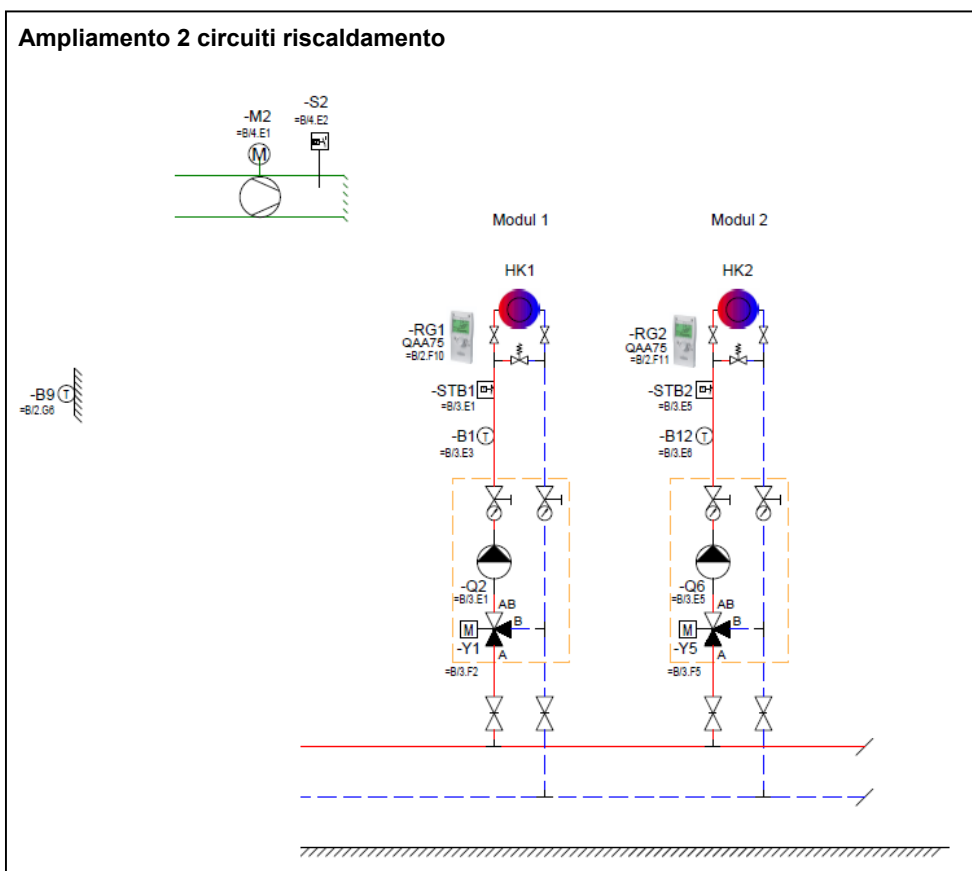 Ampliamento 2 circuiti riscaldamento
-M2
=B/4.E1
M
-S2
=B/4.E2
Modul 1
Modul 2
HK1
HK2
-RG1
QAA75
=B/2.F10
-RG2
QAA75
=B/2.F11
-B9
T
=B/2.G6
-STB1
=B/3.E1
-STB2
=B/3.E5
-B1
T
=B/3.E3
-B12
T
=B/3.E6
-Q2
=B/3.E1
AB
B
M
-Y1
A
=B/3.F2
-Q6
=B/3.E5
AB
B
M
-Y5
A
=B/3.F5